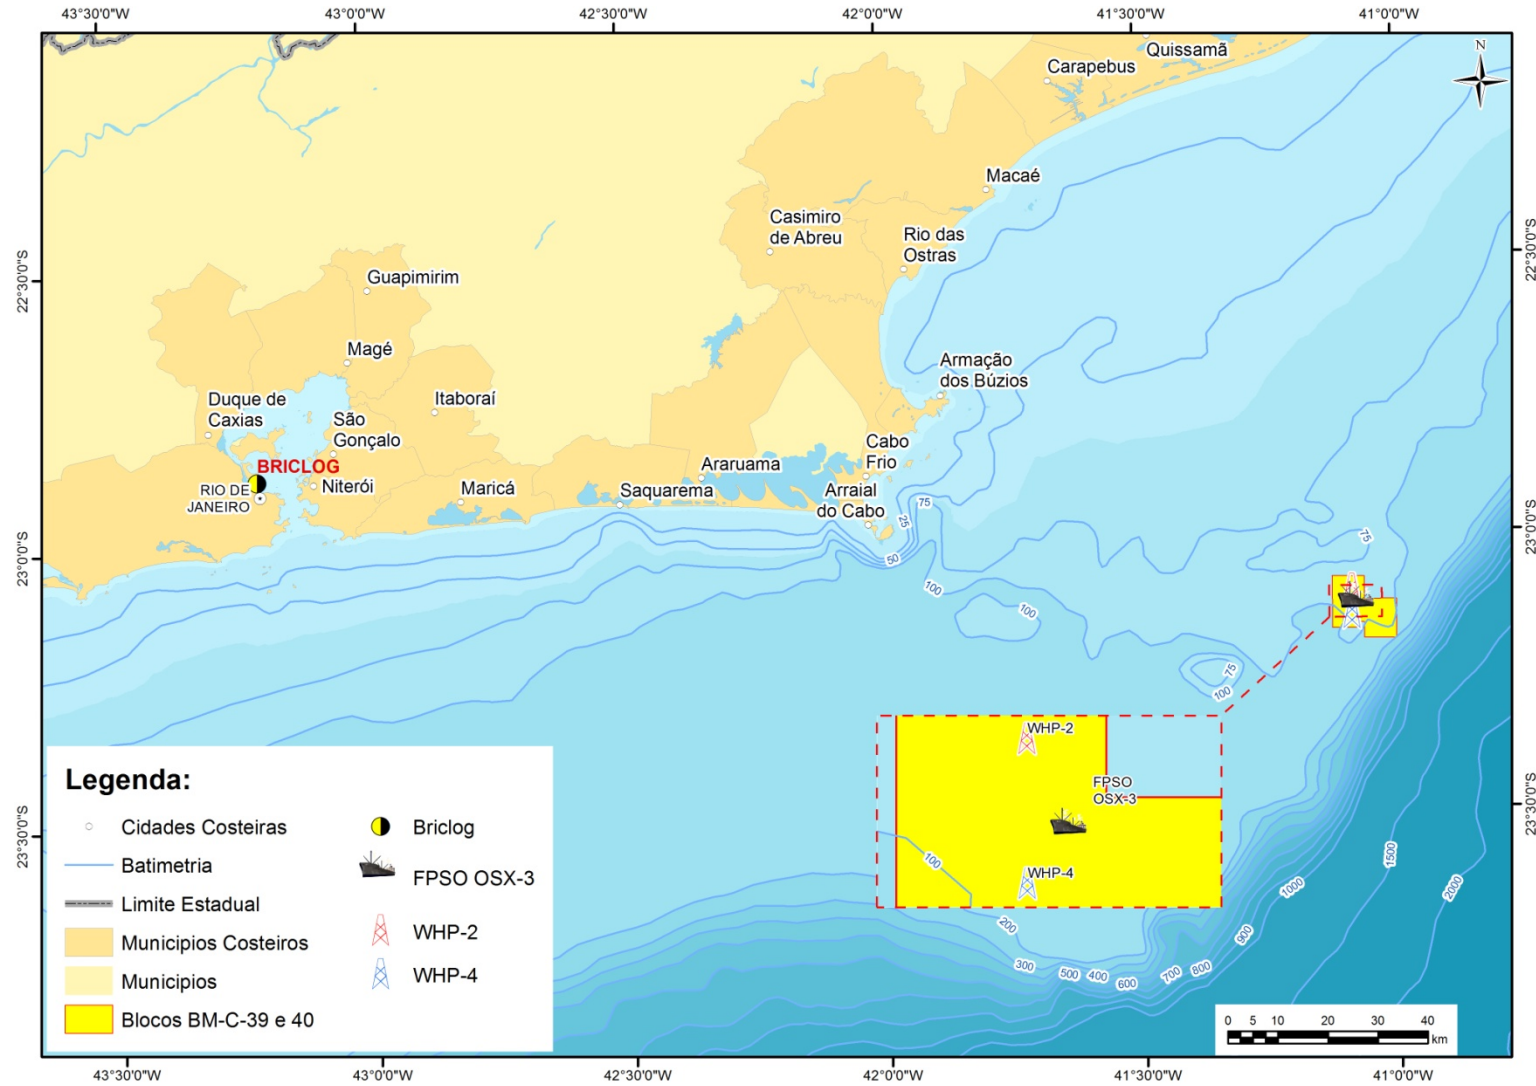 43°30'0"W
43°0'0"W
42°30'0"W
42°0'0"W
41°30'0"W
41°0'0"W
N
Quissamã
Carapebus
Macaé
Casimiro
de Abreu
Rio das
Ostras
22°30'0"S
22°30'0"S
Guapimirim
Magé
Armação
dos Búzios
Itaboraí
Duque de
Caxias
São
Gonçalo
Cabo
Frio
BRICLOG
Araruama
RIO DE
JANEIRO
Niterói
Maricá
Saquarema
Arraial
do Cabo
75
25
50
100
100
75
75
100
23°0'0"S
23°0'0"S
WHP-2
FPSO
OSX-3
WHP-4
100
200
300
500
400
600
700
800
900
1000
1500
2000
23°30'0"S
23°30'0"S
Legenda:
Cidades Costeiras
Batimetria
Limite Estadual
Municipios Costeiros
Municipios
Blocos BM-C-39 e 40
Briclog
FPSO OSX-3
WHP-2
WHP-4
0 5 10 20 30 40
km
43°30'0"W
43°0'0"W
42°30'0"W
42°0'0"W
41°30'0"W
41°0'0"W